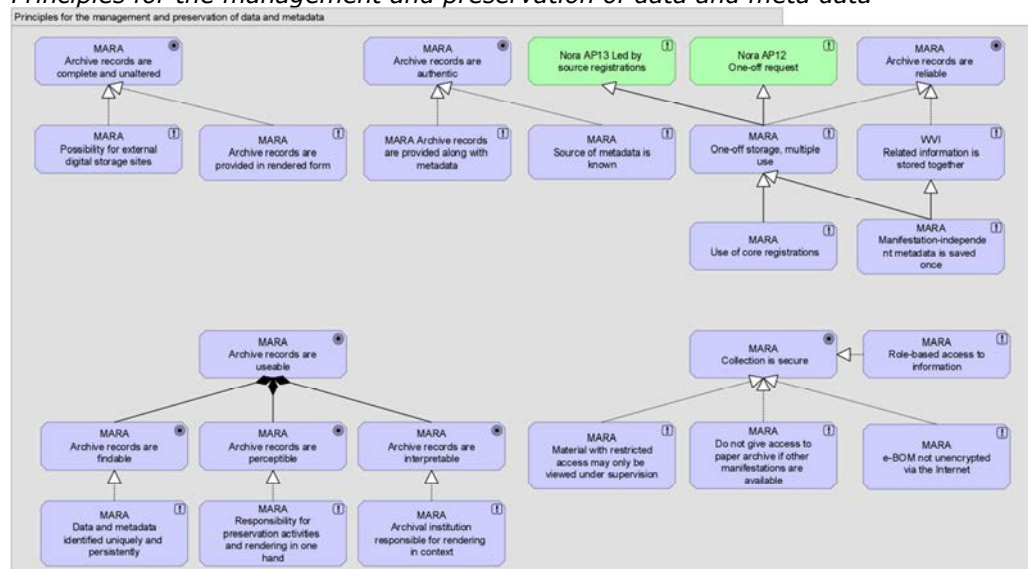 Principles for the management and preservation of data and meta data
Principles for the management and preservation of data and metadata
MARA
Archive records are
complete and unaltered
MARA
Archive records are
authentic
Nora AP13 Led by
source registrations
Nora AP12
One-off request
MARA
Archive records are
reliable
MARA
Possibility for external
digital storage sites
MARA
Archive records are
provided in rendered form
MARA Archive records
are provided along with
metadata
MARA
Source of metadata is
known
MARA
One-off storage, multiple
use
WVI
Related information is
stored together
MARA
Use of core registrations
MARA
Manifestation-independe
nt metadata is saved
once
MARA
Archive records are
useable
MARA
Collection is secure
MARA
Role-based access to
information
MARA
Archive records are
findable
MARA
Archive records are
perceptible
MARA
Archive records are
interpretable
MARA
Material with restricted
access may only be
viewed under supervision
MARA
Do not give access to
paper archive if other
manifestations are
available
MARA
e-BOM not unencrypted
via the Internet
MARA
Data and metadata
identified uniquely and
persistently
MARA
Responsibility for
preservation activities
and rendering in one
hand
MARA
Archival institution
responsible for rendering
in context